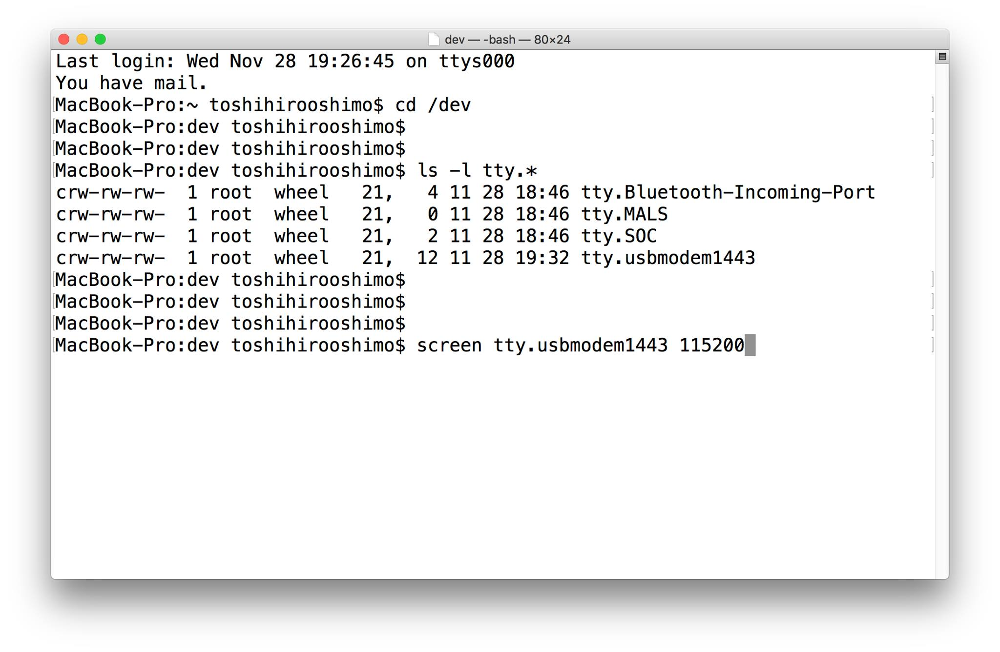 dev — -bash — 80×24
Last login: Wed Nov 28 19:26:45 on ttys000
You have mail.
MacBook-Pro:~ toshihirooshimo$ cd /dev
MacBook-Pro:dev toshihirooshimo$
MacBook-Pro:dev toshihirooshimo$
MacBook-Pro:dev toshihirooshimo$ ls -l tty.*
crw-rw-rw-  1 root  wheel   21,   4 11 28 18:46 tty.Bluetooth-Incoming-Port
crw-rw-rw-  1 root  wheel   21,   0 11 28 18:46 tty.MALS
crw-rw-rw-  1 root  wheel   21,   2 11 28 18:46 tty.SOC
crw-rw-rw-  1 root  wheel   21,  12 11 28 19:32 tty.usbmodem1443
MacBook-Pro:dev toshihirooshimo$
MacBook-Pro:dev toshihirooshimo$
MacBook-Pro:dev toshihirooshimo$
MacBook-Pro:dev toshihirooshimo$ screen tty.usbmodem1443 115200